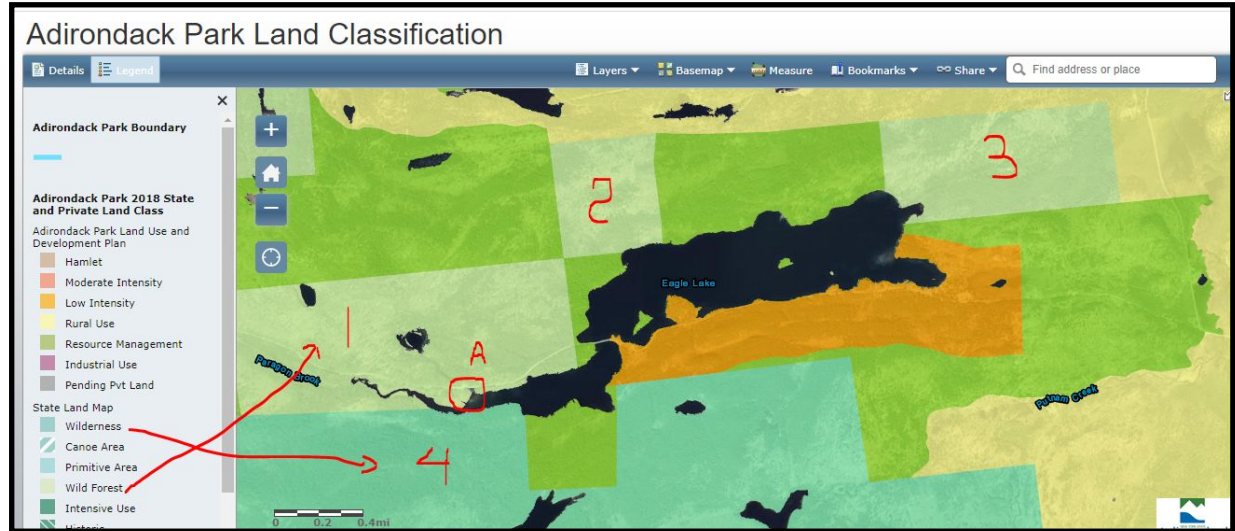 Adirondack Park Land Classification
Details Legend Layers Basemap Measure Bookmarks Share Find address or place
Adirondack Park Boundary
Adirondack Park 2018 State
and Private Land Class
Adirondack Park Land Use and
Development Plan
Hamlet
Moderate Intensity
Low Intensity
Rural Use
Resource Management
Industrial Use
Pending Pvt Land
State Land Map
Wilderness
Canoe Area
Primitive Area
Wild Forest
Intensive Use
Historic
3
2
Eagle Lake
1
A
Paragon Brook
Putnam Creek
4
0 0.2 0.4mi